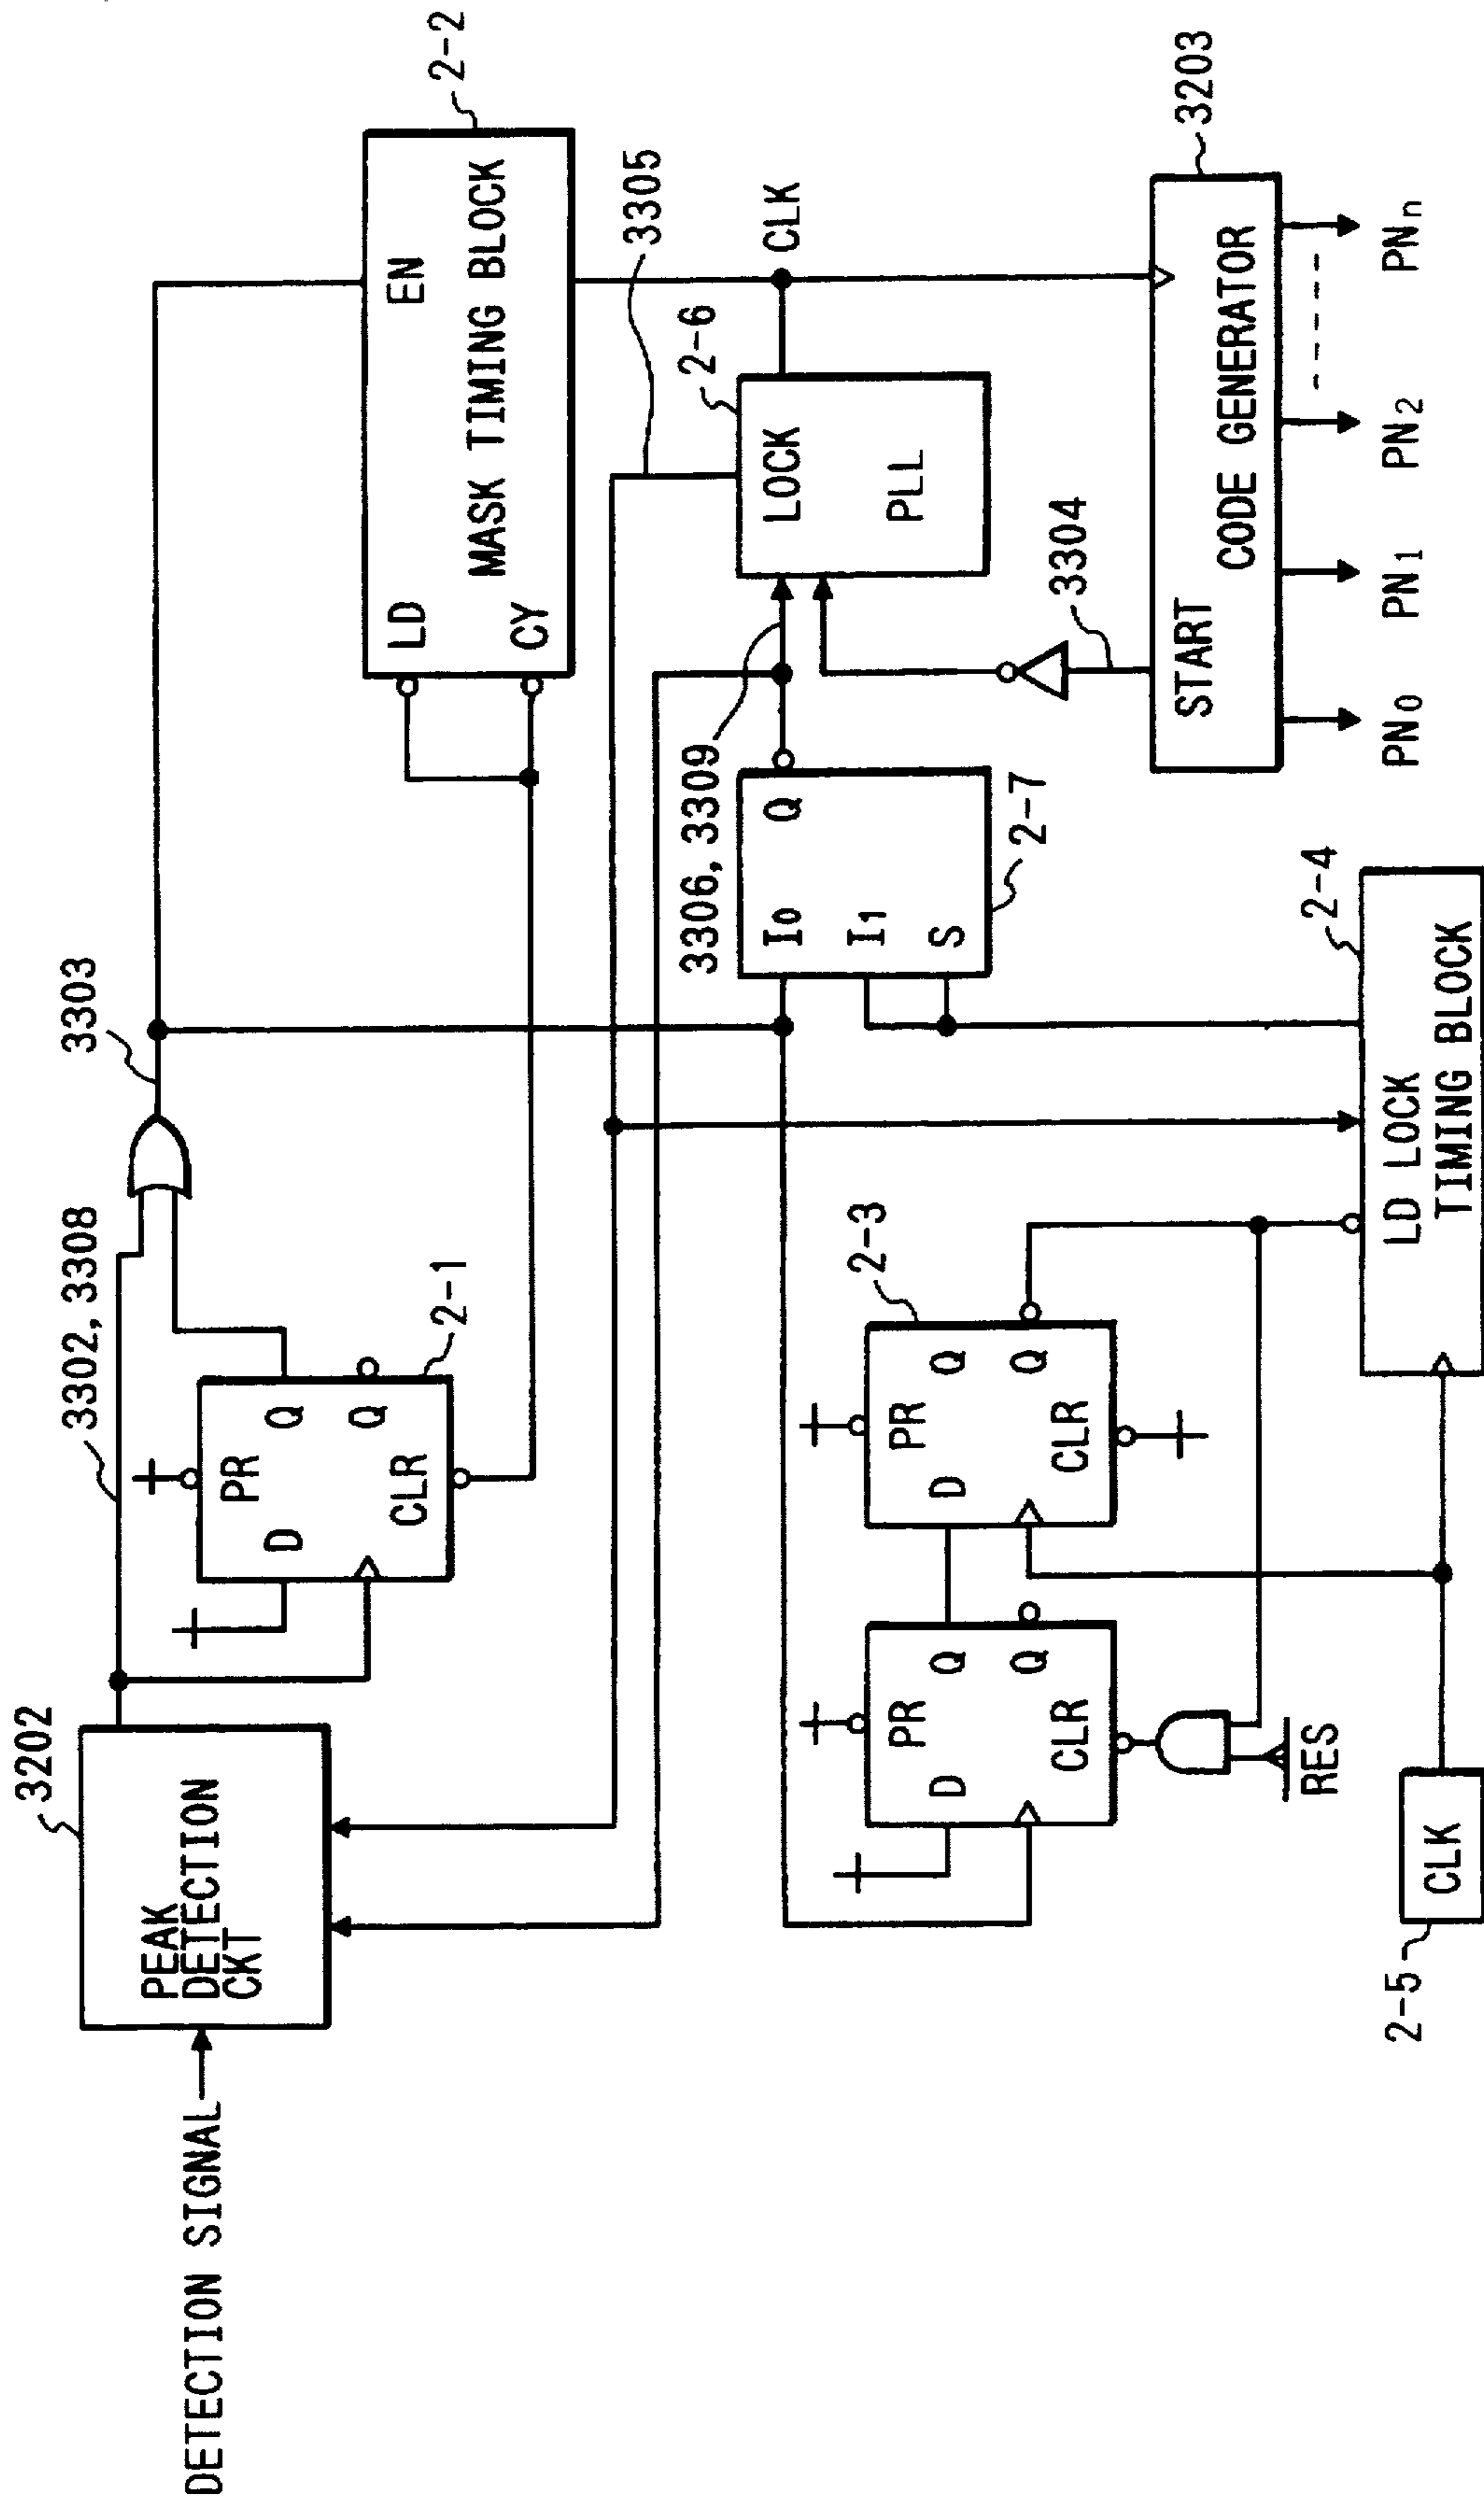 DETECTION SIGNAL
3202
PEAK
DETECTION
CKT
3302, 3308
2-1
PR
D
Q
Q
CLR
3303
2-2
EN
LD
MASK TIMING BLOCK
CY
3305
3306, 3309
I0
Q
I1
S
2-7
2-6
LOCK
PLL
CLK
3304
PR
D
Q
Q
CLR
RES
2-3
PR
D
Q
Q
CLR
2-4
LD LOCK
TIMING BLOCK
2-5
CLK
3203
START
CODE GENERATOR
PN0
PN1
PN2
PNn